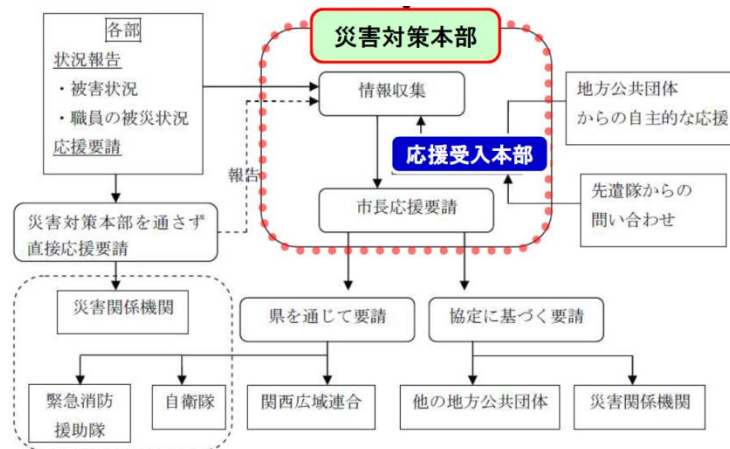 各部
状況報告
・被害状況
・職員の被災状況
応援要請
災害対策本部
情報収集
応援受入本部
市長応援要請
地方公共団体
からの自主的な応援
先遣隊からの
問い合わせ
報告
災害対策本部を通さず
直接応援要請
災害関係機関
県を通じて要請
協定に基づく要請
緊急消防
援助隊
自衛隊
関西広域連合
他の地方公共団体
災害関係機関